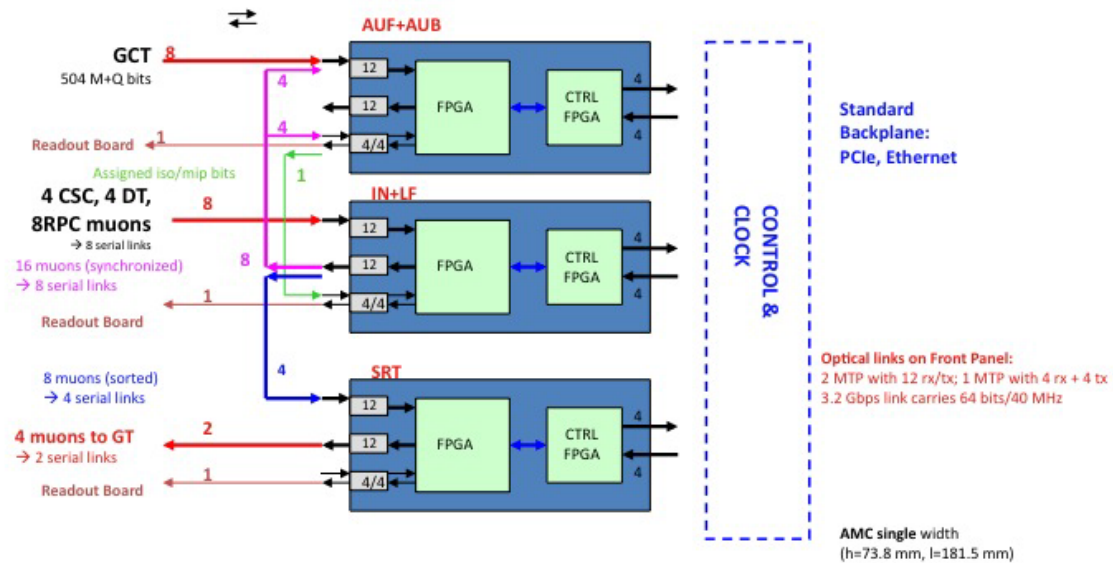 AUF+AUB
GCT
504 M+Q bits
8
4
12
FPGA
CTRL
FPGA
4
12
4
Readout Board
1
4/4
4
Assigned iso/mip bits
1
Standard
Backplane:
PCIe, Ethernet
IN+LF
4 CSC, 4 DT,
8RPC muons
→ 8 serial links
8
12
FPGA
CTRL
FPGA
4
16 muons (synchronized)
→ 8 serial links
8
12
4
1
4/4
Readout Board
CONTROL &
CLOCK
Optical links on Front Panel:
2 MTP with 12 rx/tx; 1 MTP with 4 rx + 4 tx
3.2 Gbps link carries 64 bits/40 MHz
8 muons (sorted)
→ 4 serial links
4
SRT
12
FPGA
CTRL
FPGA
4
4 muons to GT
→ 2 serial links
2
12
4
Readout Board
1
4/4
AMC single width
(h=73.8 mm, l=181.5 mm)